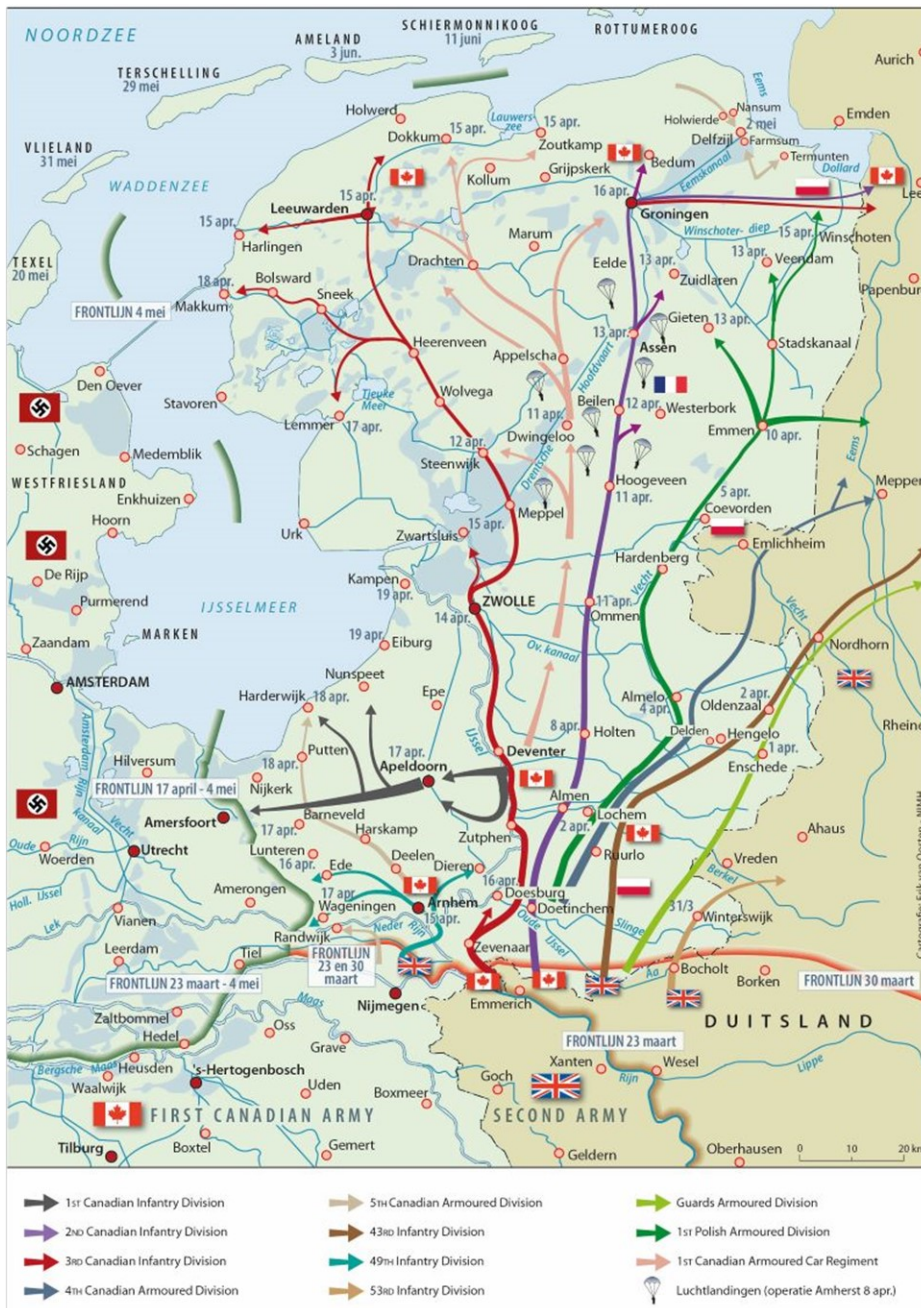 NOORDZEE
SCHIERMONNIKOOG
11 juni
ROTTUMEROOG
AMELAND
3 jun.
TERSCHELLING
29 mei
Aurich
Eems
Holwerd
Lauwers-
zee
15 apr.
Dokkum
15 apr.
Zoutkamp
Holwierde
Nansum
2 mei
Delfzijl
Farmsum
Emden
VLIELAND
31 mei
Kollum
Grijpskerk
Bedum
Eemskanaal
Termunten
Dollard
WADDENZEE
15 apr.
Leeuwarden
16 apr.
Groningen
15 apr.
Harlingen
Marum
Winschoter- diep
15 apr.
Winschoten
TEXEL
20 mei
Drachten
Eelde
13 apr.
Zuidlaren
13 apr.
Veendam
18 apr.
Makkum
Bolsward
Sneek
Papenburg
FRONTLIJN 4 mei
Gieten
13 apr.
13 apr.
Assen
Heerenveen
Appelscha
Hoofdvaart
Stadskanaal
Den Oever
Stavoren
Tjeuke
Meer
Wolvega
Beilen
12 apr.
Westerbork
Lemmer
17 apr.
11 apr.
Dwingeloo
Emmen
10 apr.
Schagen
Medemblik
12 apr.
Steenwijk
Drentsche
Eems
WESTFRIESLAND
Enkhuizen
Hoogeveen
11 apr.
5 apr.
Coevorden
Meppen
Hoorn
Urk
Zwartsluis
15 apr.
Meppel
Emlichheim
De Rijp
Kampen
19 apr.
Hardenberg
Purmerend
IJSSELMEER
ZWOLLE
14 apr.
11 apr.
Ommen
Vecht
Vecht
Zaandam
MARKEN
19 apr.
Elburg
Ov. kanaal
Nordhorn
AMSTERDAM
Nunspeet
Harderwijk
18 apr.
Epe
IJssel
Almelo
4 apr.
2 apr.
Oldenzaal
Rheine
8 apr.
Holten
Delden
Hengelo
Amsterdam Rijn
Kanaal
Hilversum
Putten
18 apr.
17 apr.
Apeldoorn
Deventer
1 apr.
Enschede
FRONTLIJN 17 april - 4 mei
Nijkerk
Vecht
Amersfoort
Barneveld
17 apr.
Harskamp
Zutphen
Almen
2 apr.
Lochem
Oude Rijn
Woerden
Utrecht
Lunteren
16 apr.
Ede
Deelen
Dieren
Ruurlo
Ahaus
Vreden
Berkel
Holl. IJssel
Amerongen
17 apr.
Wageningen
Arnhem
15 apr.
16 apr.
Doesburg
Doetinchem
31/3
Winterswijk
Lek
Vianen
Randwijk
Neder Rijn
Oude IJssel
Slinge
Leerdam
Tiel
FRONTLIJN
23 en 30
maart
Zevenaar
Aa
Bocholt
Borken
FRONTLIJN 30 maart
FRONTLIJN 23 maart - 4 mei
Nijmegen
Emmerich
Zaltbommel
Maas
DUITSLAND
Hedel
Oss
Grave
FRONTLIJN 23 maart
Bergsche Maas
Heusden
Waalwijk
's-Hertogenbosch
Xanten
Rijn
Wesel
Lippe
Uden
Boxmeer
Goch
FIRST CANADIAN ARMY
SECOND ARMY
Tilburg
Boxtel
Gemert
Geldern
Oberhausen
0 10 20 km
1ST Canadian Infantry Division
2ND Canadian Infantry Division
3RD Canadian Infantry Division
4TH Canadian Armoured Division
5TH Canadian Armoured Division
43RD Infantry Division
49TH Infantry Division
53RD Infantry Division
Guards Armoured Division
1ST Polish Armoured Division
1ST Canadian Armoured Car Regiment
Luchtlandingen (operatie Amherst 8 apr.)